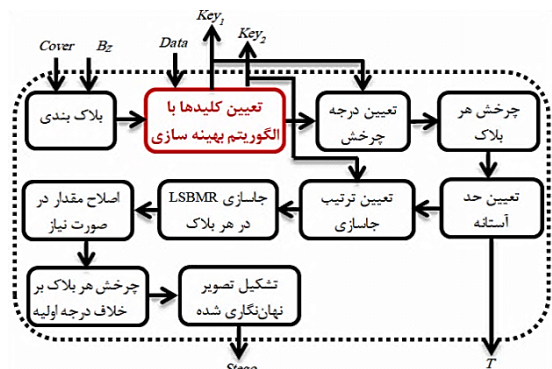 Key1
Key2
Cover
Bz
Data
بلاک بندی
تعیین کلیدها با
الگوریتم بهینه سازی
تعیین درجه
چرخش
چرخش هر
بلاک
تعیین حد
آستانه
تعیین ترتیب
جاسازی
جاسازی LSBMR
در هر بلاک
اصلاح مقدار در
صورت نیاز
چرخش هر بلاک بر
خلاف درجه اولیه
تشکیل تصویر
نهان‌نگاری شده
Stego
T